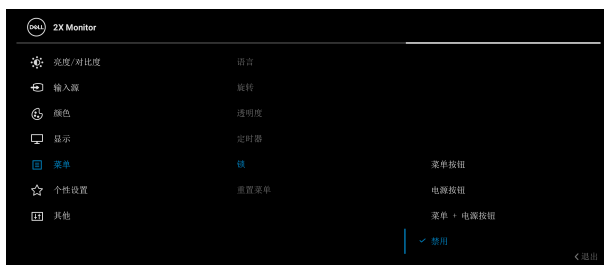 DELL 2X Monitor
亮度/对比度 语言
输入源 旋转
颜色 透明度
显示 定时器
菜单 锁 菜单按钮
个性设置 重置菜单 电源按钮
其他 菜单 + 电源按钮
禁用
退出